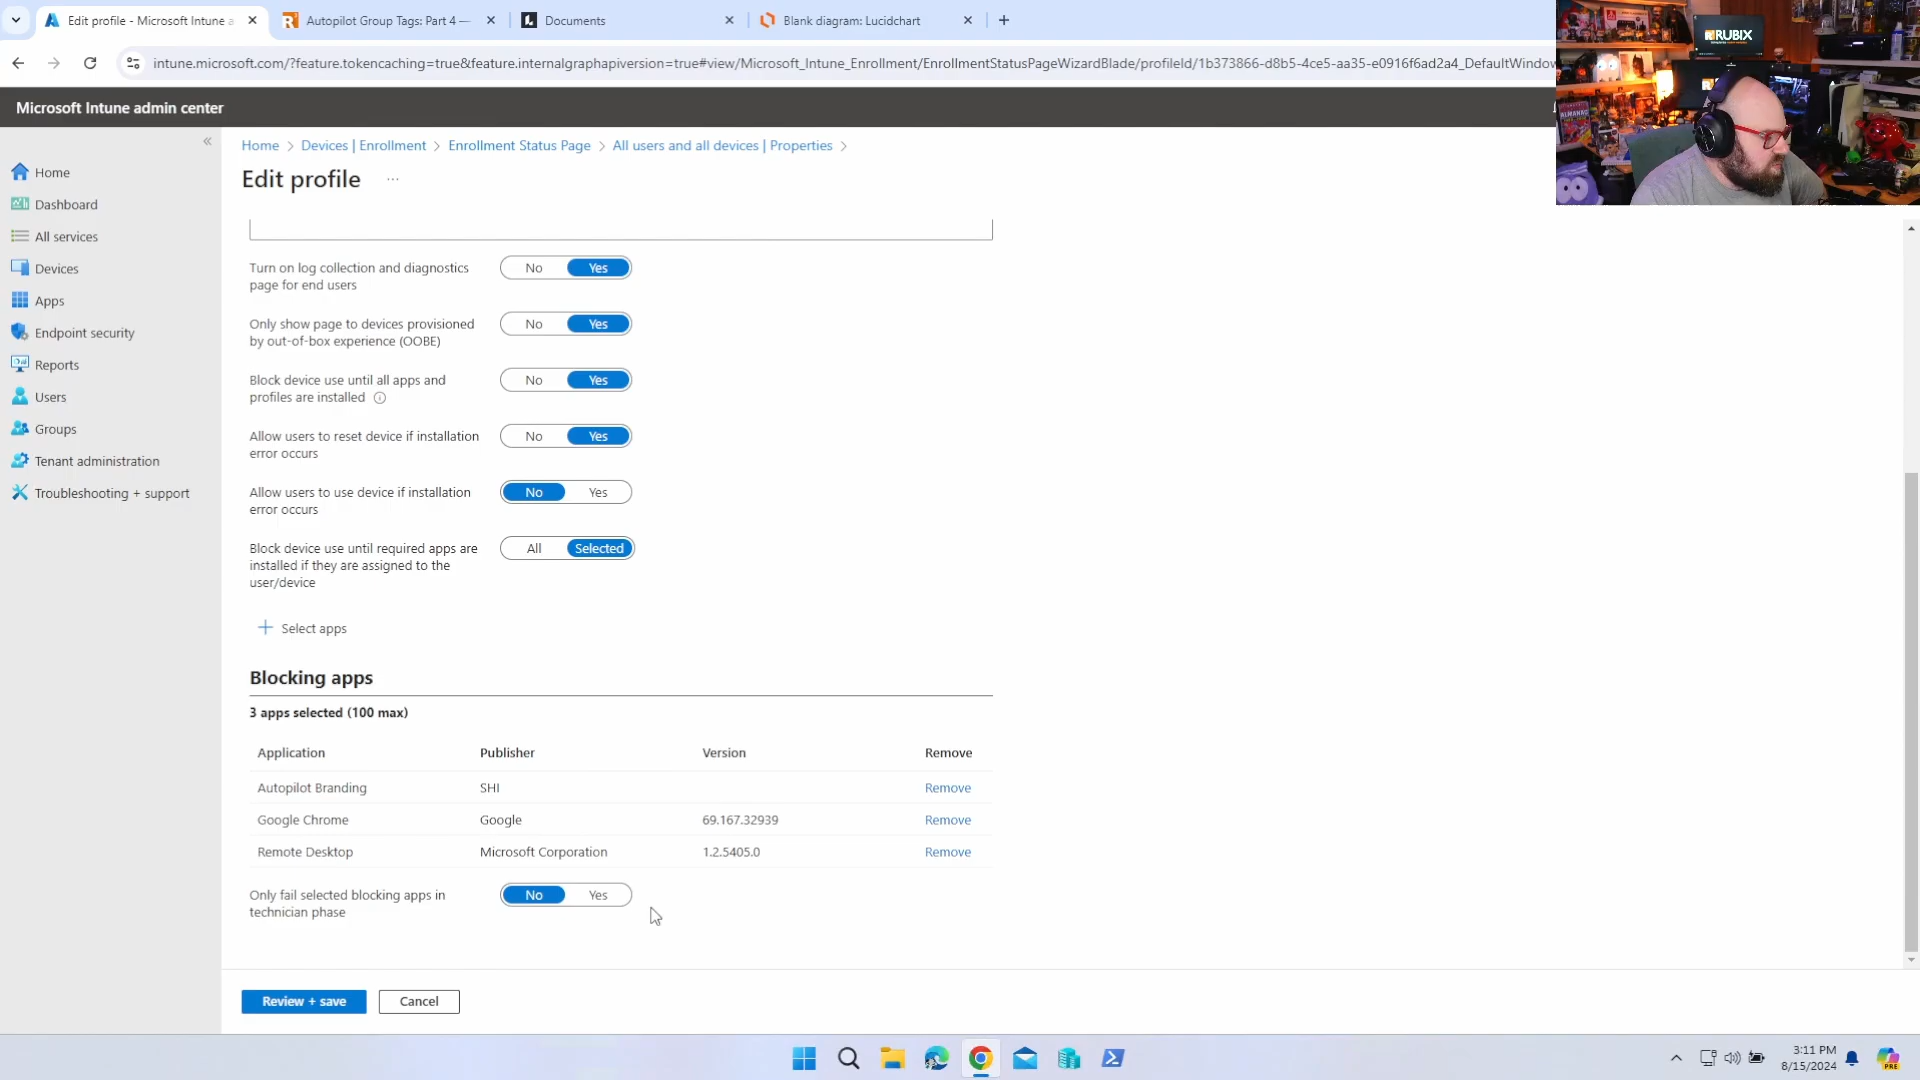 Edit profile - Microsoft Intune a
Autopilot Group Tags: Part 4 —
Documents
Blank diagram: Lucidchart
intune.microsoft.com/?feature.tokencaching=true&feature.internalgraphapiversion=true#view/Microsoft_Intune_Enrollment/EnrollmentStatusPageWizardBlade/profileId/1b373866-d8b5-4ce5-aa35-e0916f6ad2a4_DefaultWindow
RUBIX
Microsoft Intune admin center
Home
Dashboard
All services
Devices
Apps
Endpoint security
Reports
Users
Groups
Tenant administration
Troubleshooting + support
Home > Devices | Enrollment > Enrollment Status Page > All users and all devices | Properties >
Edit profile ...
Turn on log collection and diagnostics
page for end users
No Yes
Only show page to devices provisioned
by out-of-box experience (OOBE)
No Yes
Block device use until all apps and
profiles are installed
No Yes
Allow users to reset device if installation
error occurs
No Yes
Allow users to use device if installation
error occurs
No Yes
Block device use until required apps are
installed if they are assigned to the
user/device
All Selected
Select apps
Blocking apps
3 apps selected (100 max)
Application Publisher Version Remove
Autopilot Branding SHI Remove
Google Chrome Google 69.167.32939 Remove
Remote Desktop Microsoft Corporation 1.2.5405.0 Remove
Only fail selected blocking apps in
technician phase
No Yes
Review + save
Cancel
3:11 PM
8/15/2024
PRE